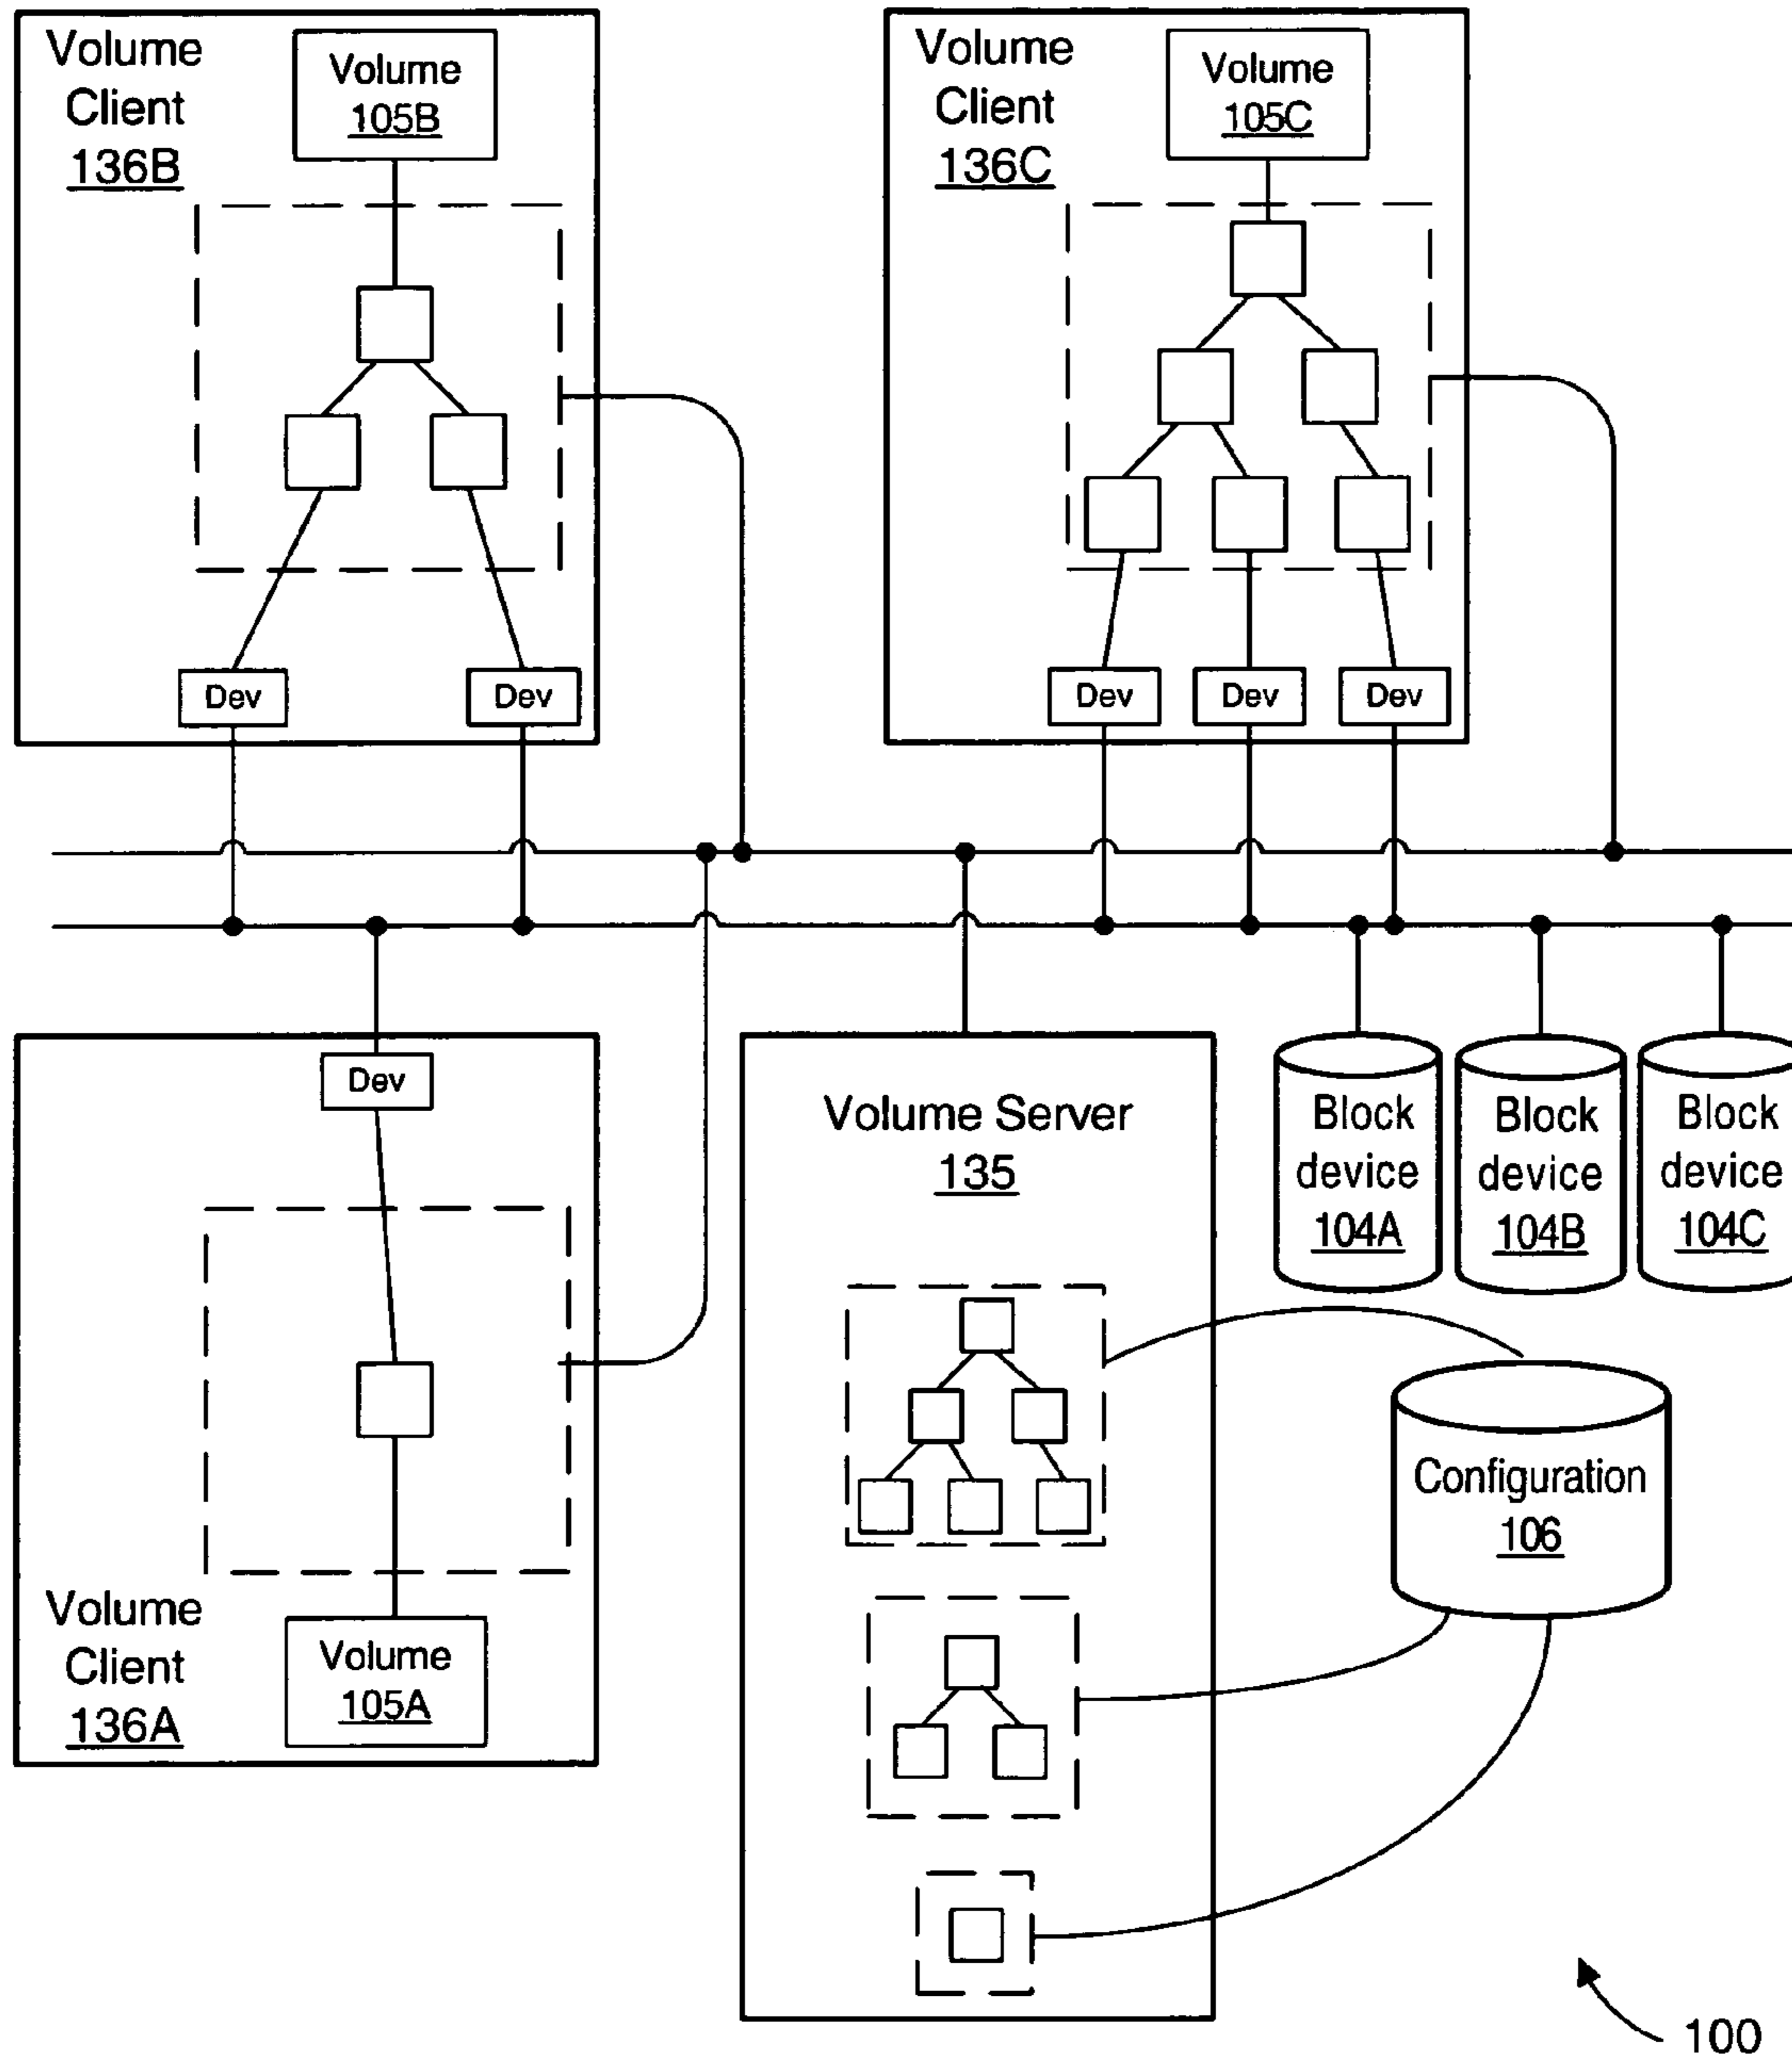 Volume
Client
136B
Volume
105B
Dev
Dev
Volume
Client
136C
Volume
105C
Dev
Dev
Dev
Dev
Volume
Client
136A
Volume
105A
Volume Server
135
Block
device
104A
Block
device
104B
Block
device
104C
Configuration
106
100